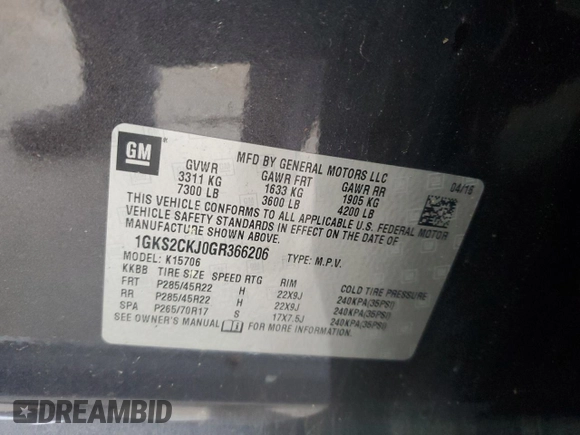 GM
MFD BY GENERAL MOTORS LLC
04/16
GVWR GAWR FRT GAWR RR
3311 KG 1633 KG 1905 KG
7300 LB 3600 LB 4200 LB
THIS VEHICLE CONFORMS TO ALL APPLICABLE U.S. FEDERAL MOTOR
VEHICLE SAFETY STANDARDS IN EFFECT ON THE DATE OF
MANUFACTURE SHOWN ABOVE.
1GKS2CKJ0GR366206 TYPE: M.P.V.
MODEL: K15706
KKBB TIRE SIZE SPEED RTG RIM COLD TIRE PRESSURE
FRT P285/45R22 H 22X9J 240KPA(35PSI)
RR P285/45R22 H 22X9J 240KPA(35PSI)
SPA P265/70R17 S 17X7.5J 240KPA(35PSI)
SEE OWNER'S MANUAL FOR MORE INFORMATION.
DREAMBID